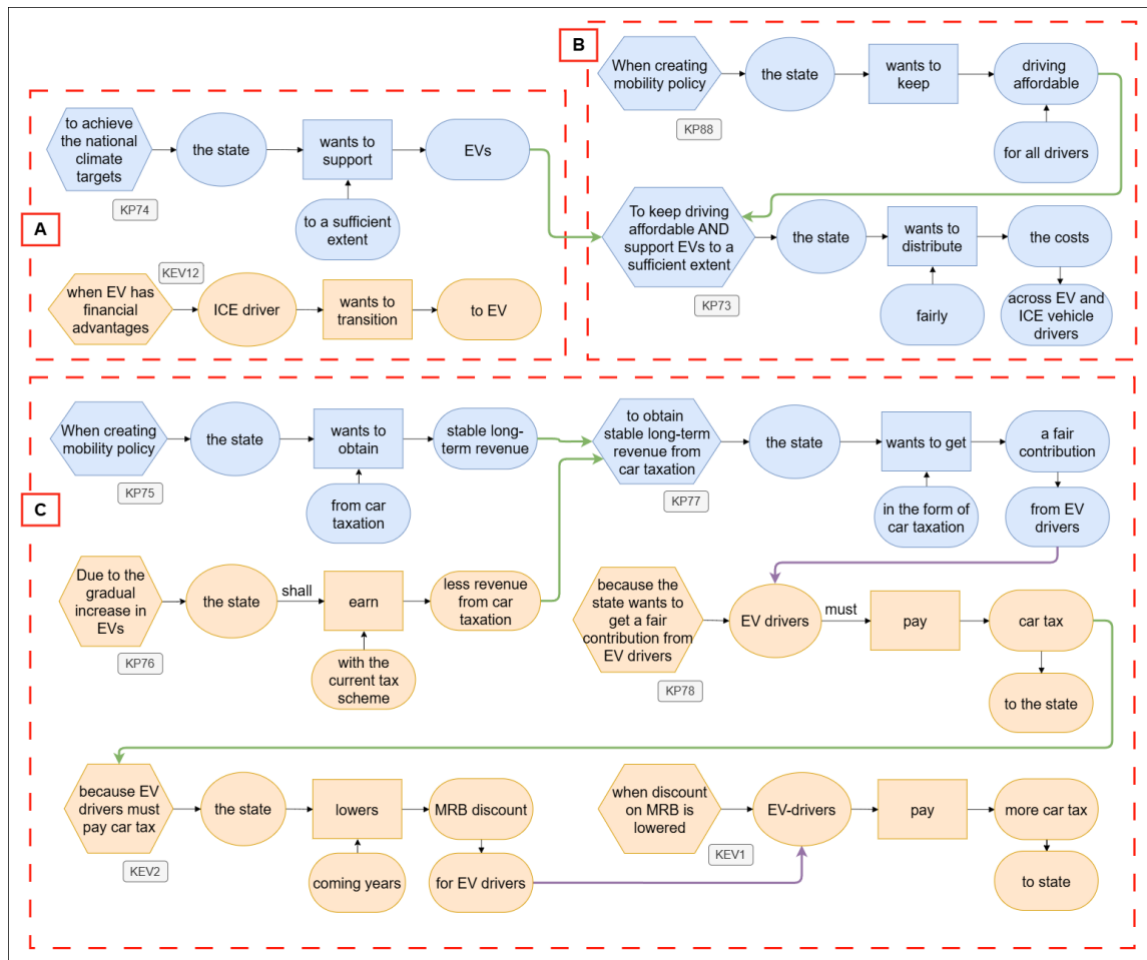 B
When creating
mobility policy
the state
wants to
keep
driving
affordable
KP88
for all drivers
A
to achieve
the national
climate
targets
the state
wants to
support
EVs
KP74
to a sufficient
extent
To keep driving
affordable AND
support EVs to a
sufficient extent
the state
wants to
distribute
the costs
KP73
fairly
across EV and
ICE vehicle
drivers
KEV12
when EV has
financial
advantages
ICE driver
wants to
transition
to EV
C
When creating
mobility policy
the state
wants to
obtain
stable long-
term revenue
KP75
from car
taxation
to obtain
stable long-term
revenue from
car taxation
the state
wants to get
a fair
contribution
KP77
in the form of
car taxation
from EV
drivers
Due to the
gradual
increase in
EVs
the state
shall
earn
less revenue
from car
taxation
KP76
with the
current tax
scheme
because the
state wants to
get a fair
contribution from
EV drivers
EV drivers
must
pay
car tax
KP78
to the state
because EV
drivers must
pay car tax
the state
lowers
MRB discount
KEV2
coming years
for EV drivers
when discount
on MRB is
lowered
EV-drivers
pay
more car tax
KEV1
to state